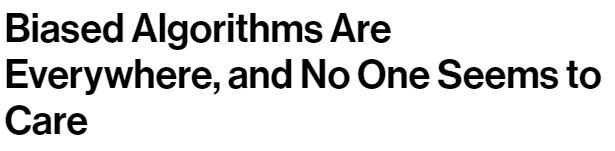 Biased Algorithms Are
Everywhere, and No One Seems to
Care